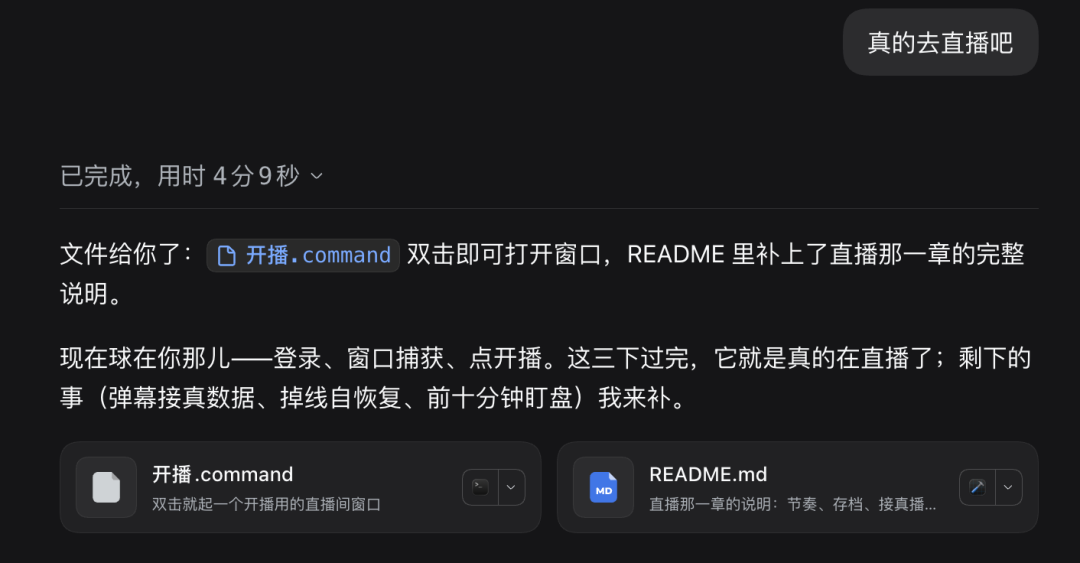 真的去直播吧
已完成，用时 4 分 9 秒
文件给你了： 开播.command 双击即可打开窗口，README 里补上了直播那一章的完整
说明。
现在球在你那儿——登录、窗口捕获、点开播。这三下过完，它就是真的在直播了；剩下的
事（弹幕接真数据、掉线自恢复、前十分钟盯盘）我来补。
开播.command
双击就起一个开播用的直播间窗口
MD
README.md
直播那一章的说明：节奏、存档、接真播...